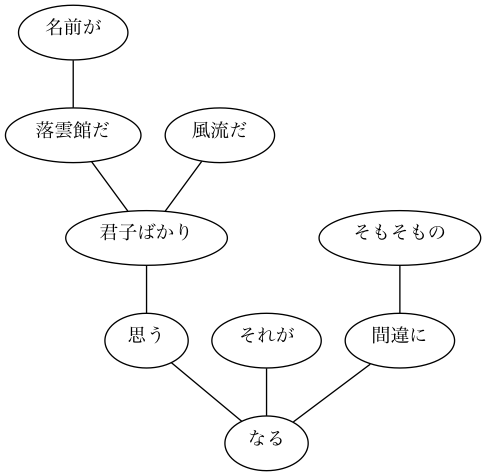 名前が
落雲館だ
風流だ
君子ばかり
そもそもの
思う
それが
間違に
なる